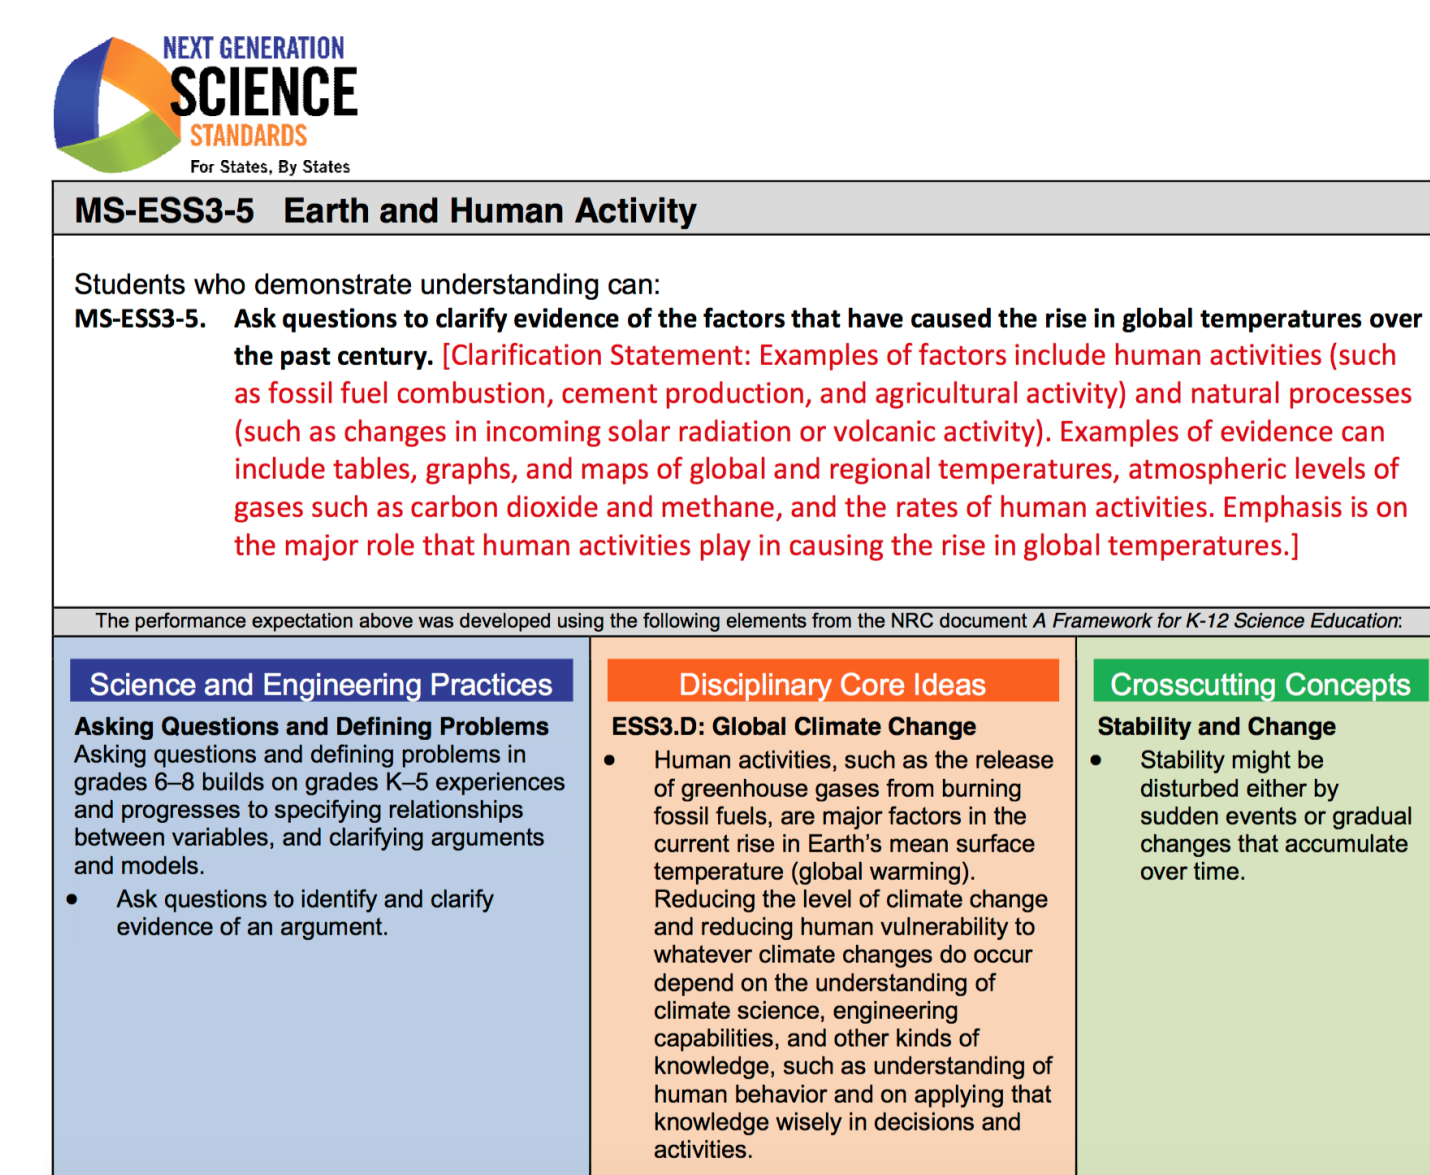 NEXT GENERATION
SCIENCE
STANDARDS
For States, By States
MS-ESS3-5 Earth and Human Activity
Students who demonstrate understanding can:
MS-ESS3-5. Ask questions to clarify evidence of the factors that have caused the rise in global temperatures over
the past century. [Clarification Statement: Examples of factors include human activities (such
as fossil fuel combustion, cement production, and agricultural activity) and natural processes
(such as changes in incoming solar radiation or volcanic activity). Examples of evidence can
include tables, graphs, and maps of global and regional temperatures, atmospheric levels of
gases such as carbon dioxide and methane, and the rates of human activities. Emphasis is on
the major role that human activities play in causing the rise in global temperatures.]
The performance expectation above was developed using the following elements from the NRC document A Framework for K-12 Science Education:
Science and Engineering Practices
Asking Questions and Defining Problems
Asking questions and defining problems in
grades 6–8 builds on grades K–5 experiences
and progresses to specifying relationships
between variables, and clarifying arguments
and models.
• Ask questions to identify and clarify
evidence of an argument.
Disciplinary Core Ideas
ESS3.D: Global Climate Change
• Human activities, such as the release
of greenhouse gases from burning
fossil fuels, are major factors in the
current rise in Earth's mean surface
temperature (global warming).
Reducing the level of climate change
and reducing human vulnerability to
whatever climate changes do occur
depend on the understanding of
climate science, engineering
capabilities, and other kinds of
knowledge, such as understanding of
human behavior and on applying that
knowledge wisely in decisions and
activities.
Crosscutting Concepts
Stability and Change
• Stability might be
disturbed either by
sudden events or gradual
changes that accumulate
over time.